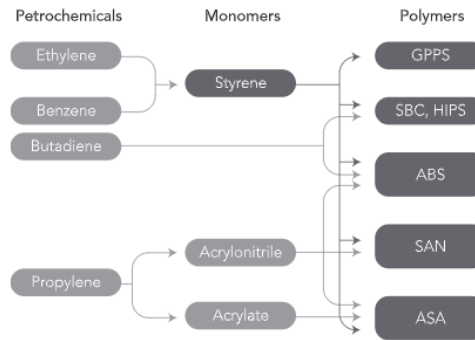 Petrochemicals Monomers Polymers
Ethylene
GPPS
Styrene
Benzene
SBC, HIPS
Butadiene
ABS
Acrylonitrile
SAN
Propylene
Acrylate
ASA